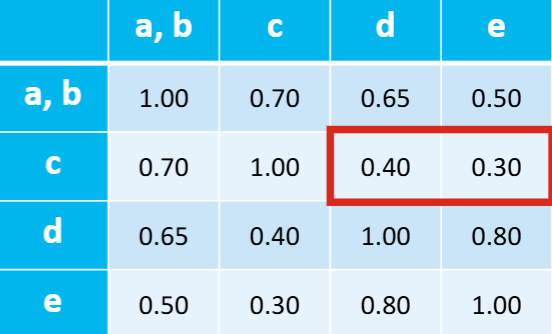 a, b c d e
a, b 1.00 0.70 0.65 0.50
c 0.70 1.00 0.40 0.30
d 0.65 0.40 1.00 0.80
e 0.50 0.30 0.80 1.00